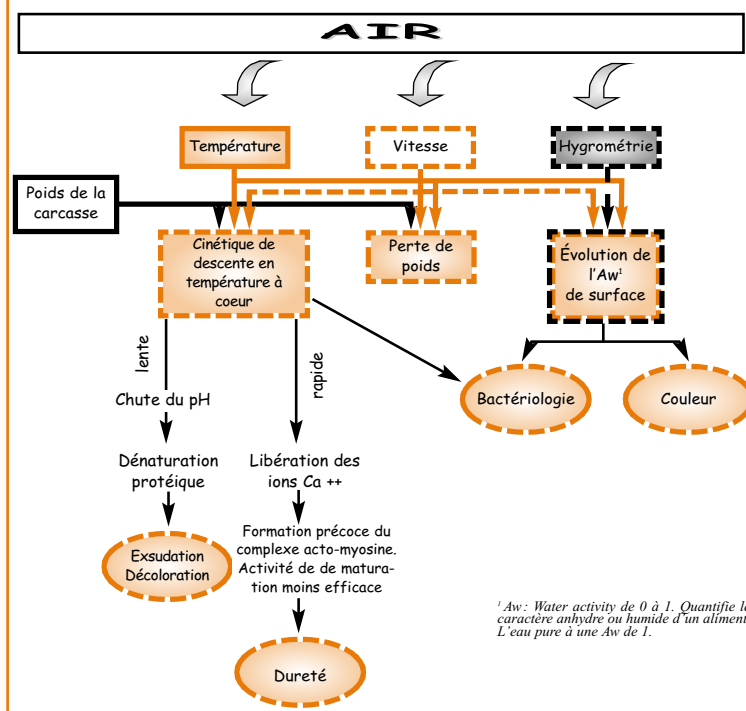 AIR
Température
Vitesse
Hygrométrie
Poids de la
carcasse
Cinétique de
descente en
température à
coeur
Perte de
poids
Évolution de
l'Aw¹
de surface
lente
rapide
Chute du pH
Bactériologie
Couleur
Dénaturation
protéique
Libération des
ions Ca ++
Exsudation
Décoloration
Formation précoce du
complexe acto-myosine.
Activité de de matura-
tion moins efficace
Dureté
¹ Aw : Water activity de 0 à 1. Quantifie le
caractère anhydre ou humide d'un aliment
L'eau pure à une Aw de 1.